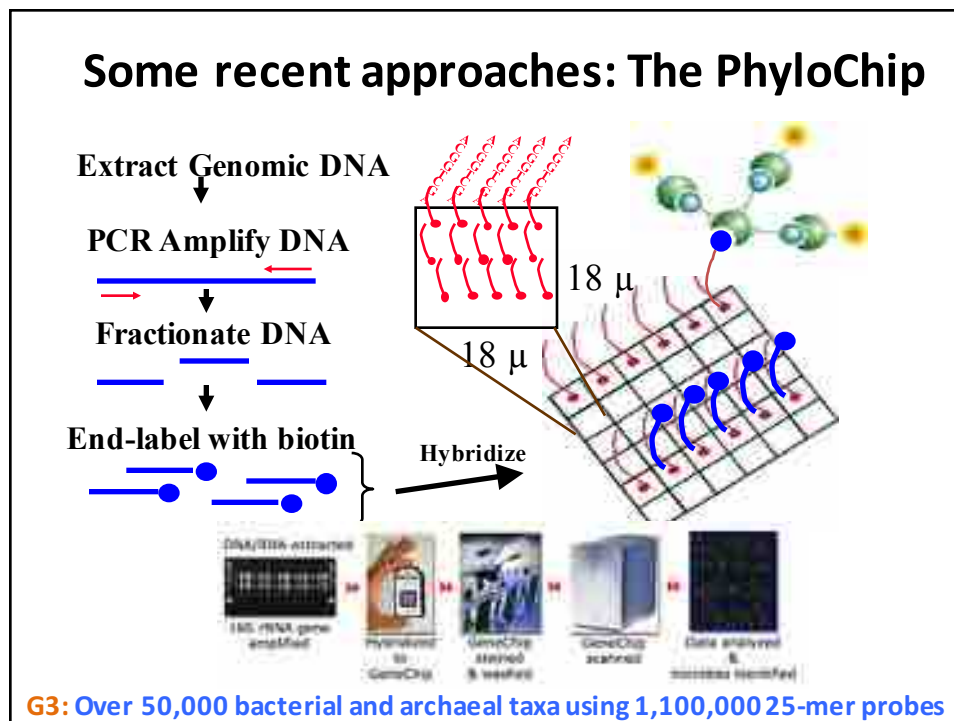 Some recent approaches: The PhyloChip
Extract Genomic DNA
PCR Amplify DNA
Fractionate DNA
End-label with biotin
Hybridize
18 µ
18 µ
DNA/RNA extracted
16S rRNA gene
amplified
Hybridized
to
GeneChip
GeneChip
stained
& washed
GeneChip
scanned
Data analyzed
&
microbes identified
G3: Over 50,000 bacterial and archaeal taxa using 1,100,000 25-mer probes